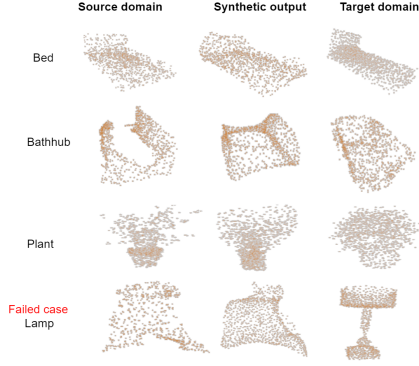 Source domain Synthetic output Target domain
Bed
Bathhub
Plant
Failed case
Lamp